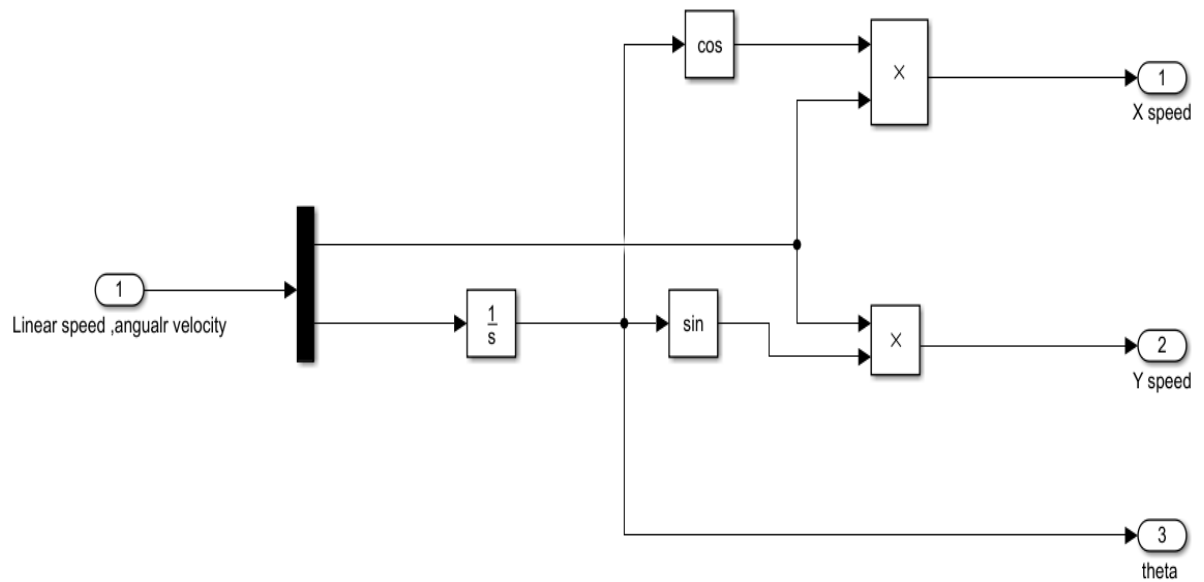 cos
X
1
X speed
1
Linear speed ,angualr velocity
1
s
sin
X
2
Y speed
3
theta